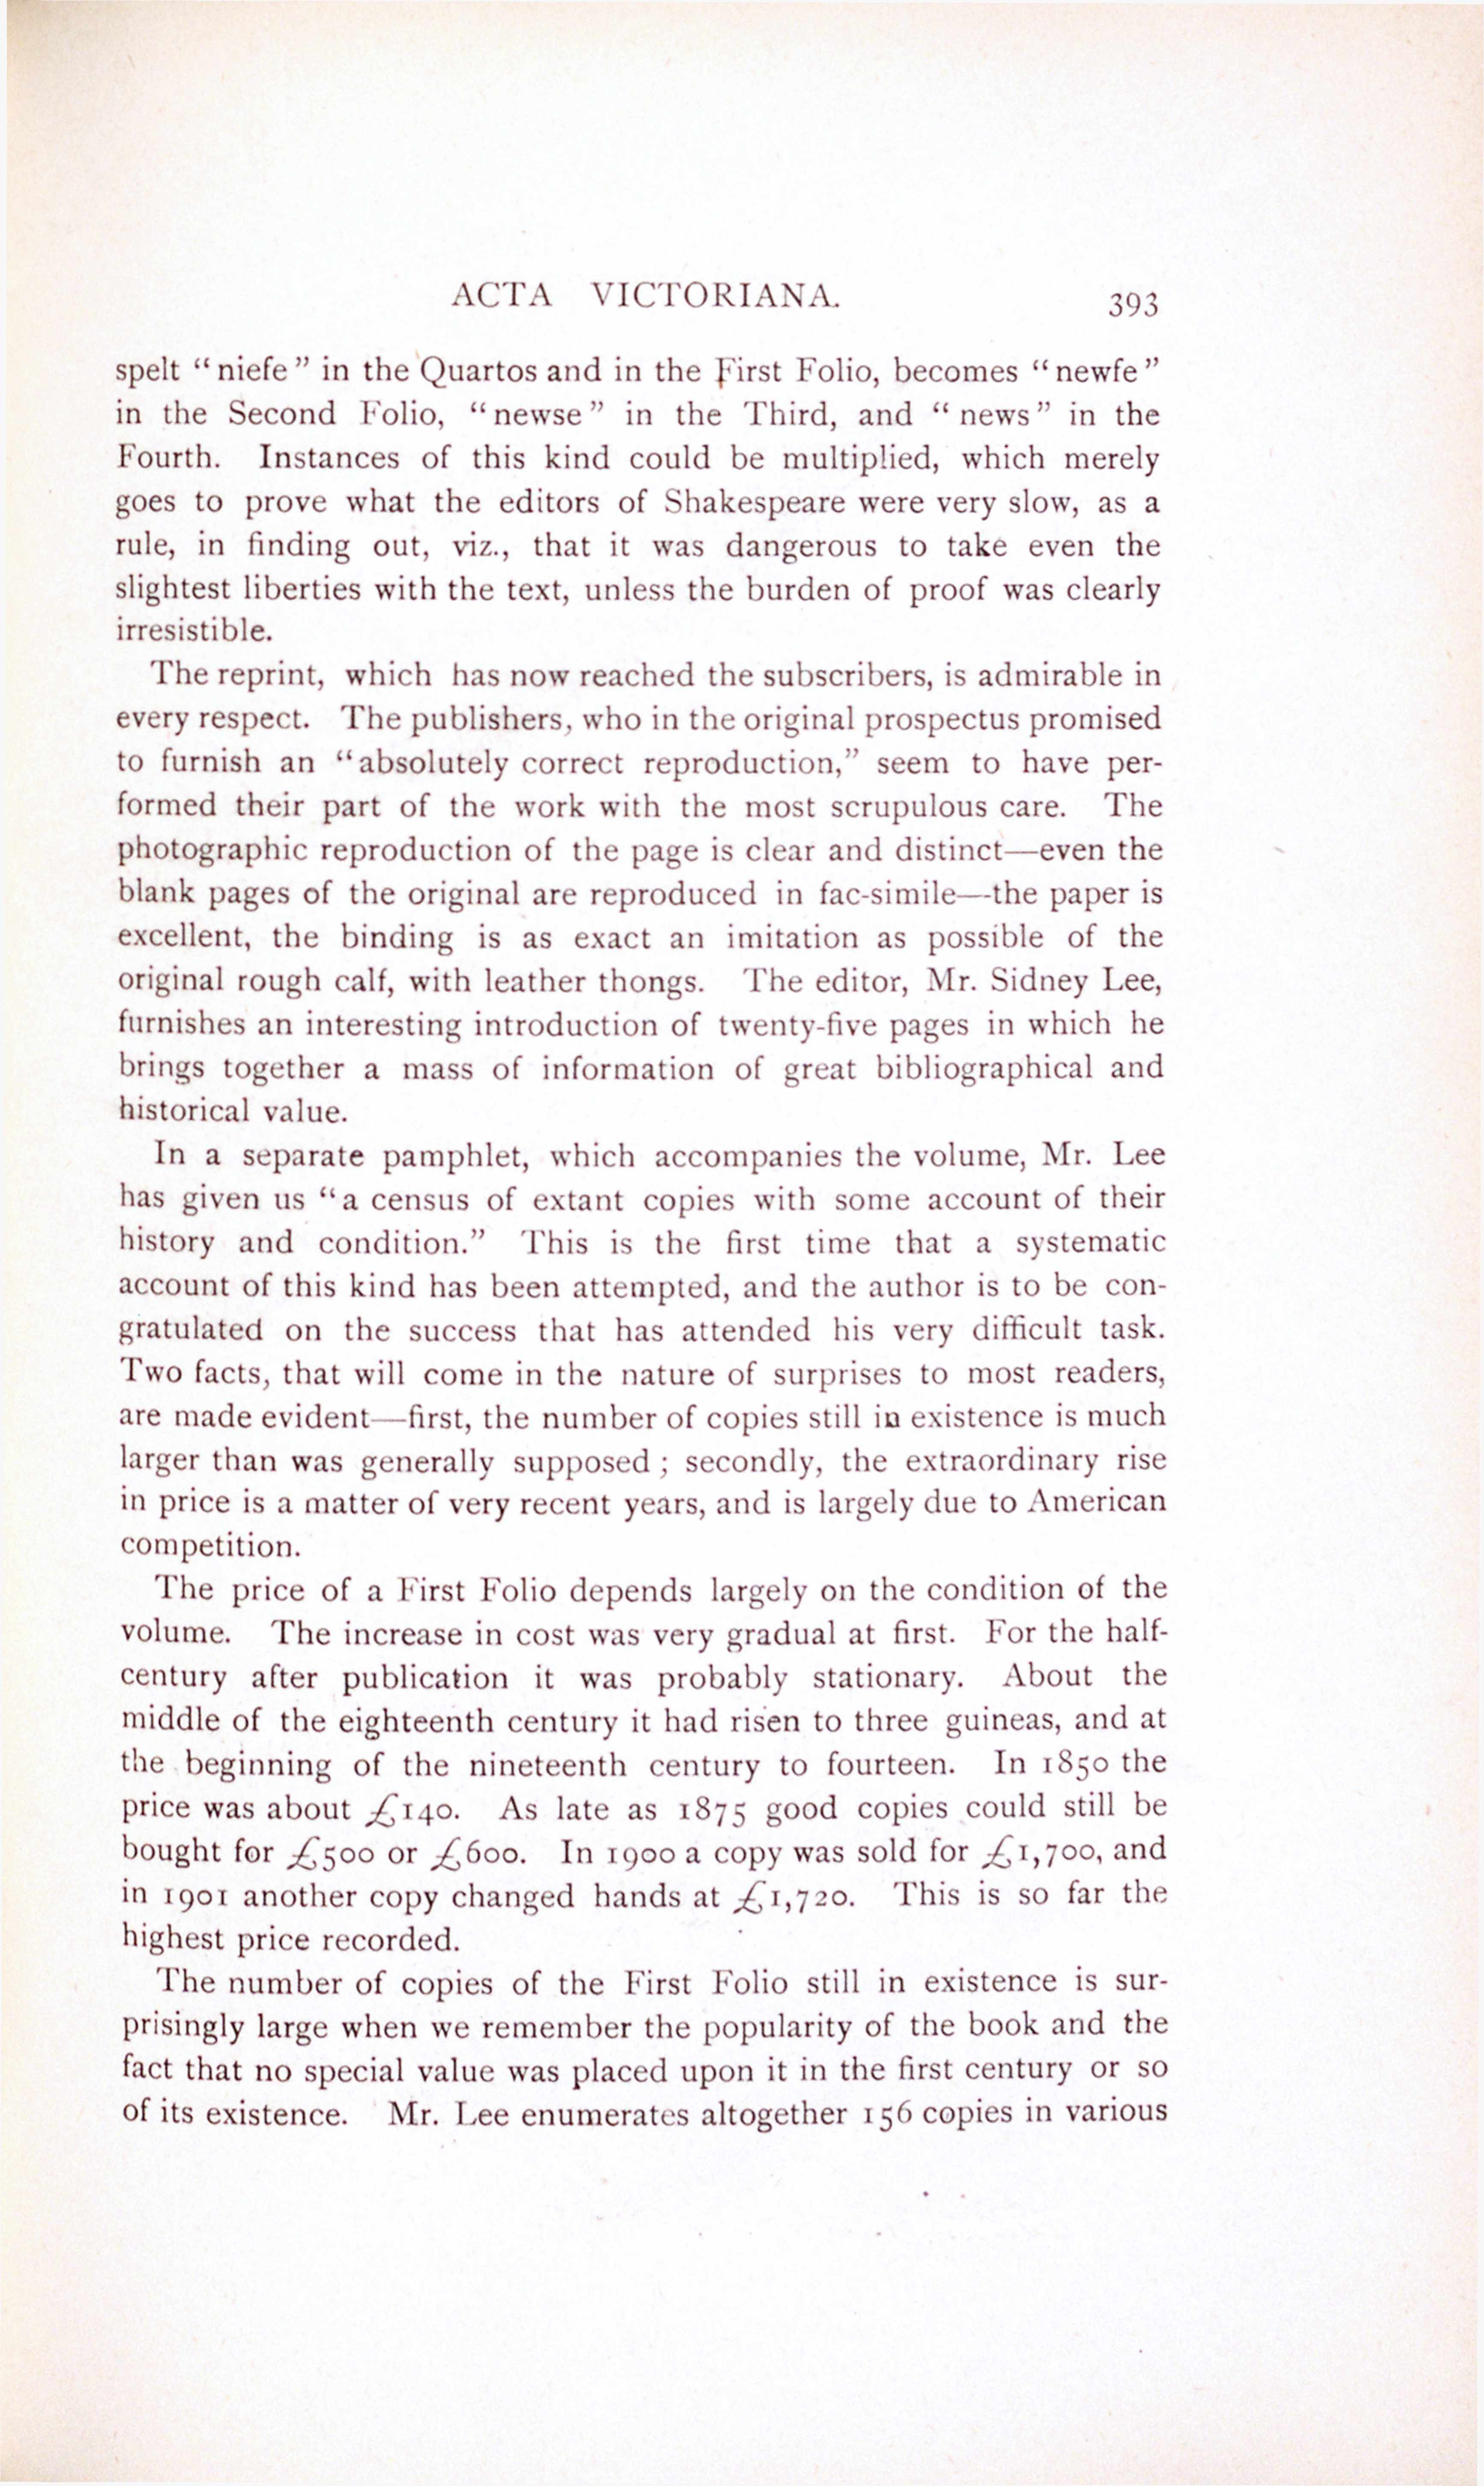 ACTA VICTORIANA.
393
spelt “niefe” in the Quartos and in the First Folio, becomes “newfe”
in the Second Folio, “newse” in the Third, and “news” in the
Fourth. Instances of this kind could be multiplied, which merely
goes to prove what the editors of Shakespeare were very slow, as a
rule, in finding out, viz., that it was dangerous to take even the
slightest liberties with the text, unless the burden of proof was clearly
irresistible.
The reprint, which has now reached the subscribers, is admirable in
every respect. The publishers, who in the original prospectus promised
to furnish an “absolutely correct reproduction,” seem to have per-
formed their part of the work with the most scrupulous care. The
photographic reproduction of the page is clear and distinct—even the
blank pages of the original are reproduced in fac-simile—the paper is
excellent, the binding is as exact an imitation as possible of the
original rough calf, with leather thongs. The editor, Mr. Sidney Lee,
furnishes an interesting introduction of twenty-five pages in which he
brings together a mass of information of great bibliographical and
historical value.
In a separate pamphlet, which accompanies the volume, Mr. Lee
has given us “a census of extant copies with some account of their
history and condition.” This is the first time that a systematic
account of this kind has been attempted, and the author is to be con-
gratulated on the success that has attended his very difficult task.
Two facts, that will come in the nature of surprises to most readers,
are made evident—first, the number of copies still in existence is much
larger than was generally supposed ; secondly, the extraordinary rise
in price is a matter of very recent years, and is largely due to American
competition.
The price of a First Folio depends largely on the condition of the
volume. The increase in cost was very gradual at first. For the half-
century after publication it was probably stationary. About the
middle of the eighteenth century it had risen to three guineas, and at
the beginning of the nineteenth century to fourteen. In 1850 the
price was about £140. As late as 1875 good copies could still be
bought for £500 or £600. In 1900 a copy was sold for £1,700, and
in 1901 another copy changed hands at £1,720. This is so far the
highest price recorded.
The number of copies of the First Folio still in existence is sur-
prisingly large when we remember the popularity of the book and the
fact that no special value was placed upon it in the first century or so
of its existence. Mr. Lee enumerates altogether 156 copies in various